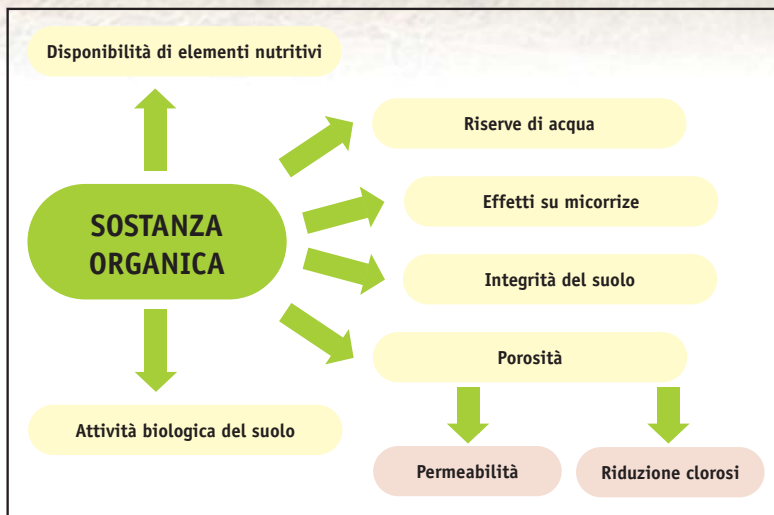 Disponibilità di elementi nutritivi
Riserve di acqua
Effetti su micorrize
SOSTANZA
ORGANICA
Integrità del suolo
Porosità
Attività biologica del suolo
Permeabilità
Riduzione clorosi